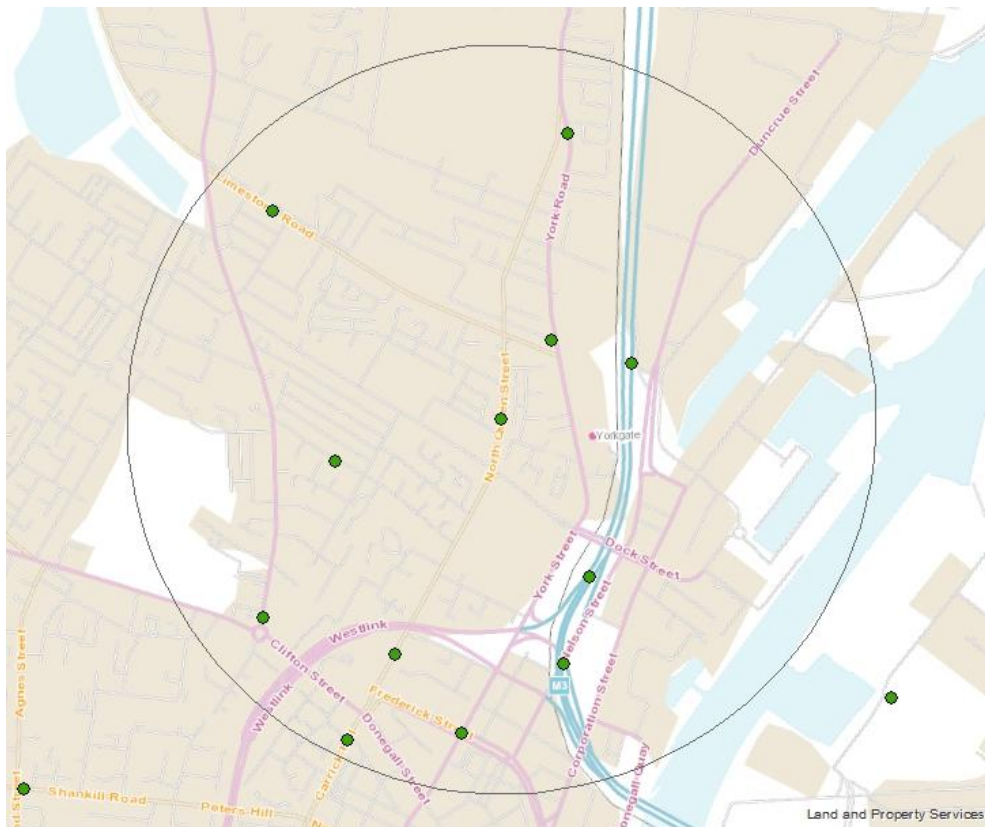 Duncrue Street
Limestone Road
York Road
North Queen Street
Yorkgate
Dock Street
York Street
Nelson Street
Westlink
Clifton Street
M3
Westlink
Agnes Street
Frederick Street
Corporation Street
Donegall Street
Carrick
Donegall Quay
Shankill Road
Peters Hill
Land and Property Services